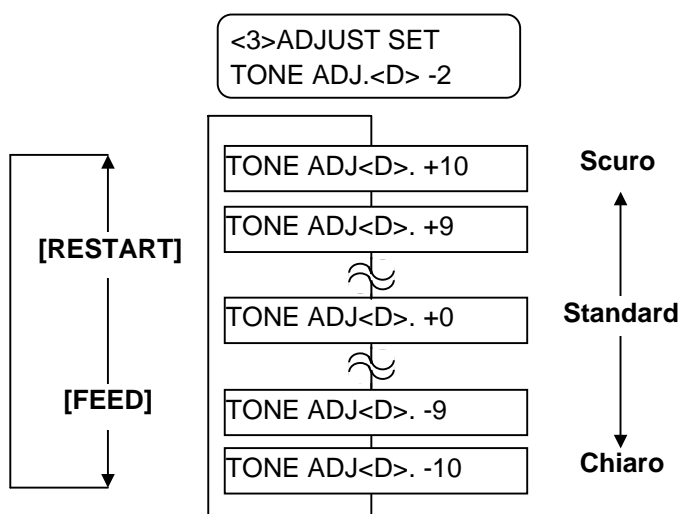 <3>ADJUST SET
TONE ADJ.<D> -2
TONE ADJ<D>. +10
Scuro
TONE ADJ<D>. +9
[RESTART]
TONE ADJ<D>. +0
Standard
[FEED]
TONE ADJ<D>. -9
TONE ADJ<D>. -10
Chiaro